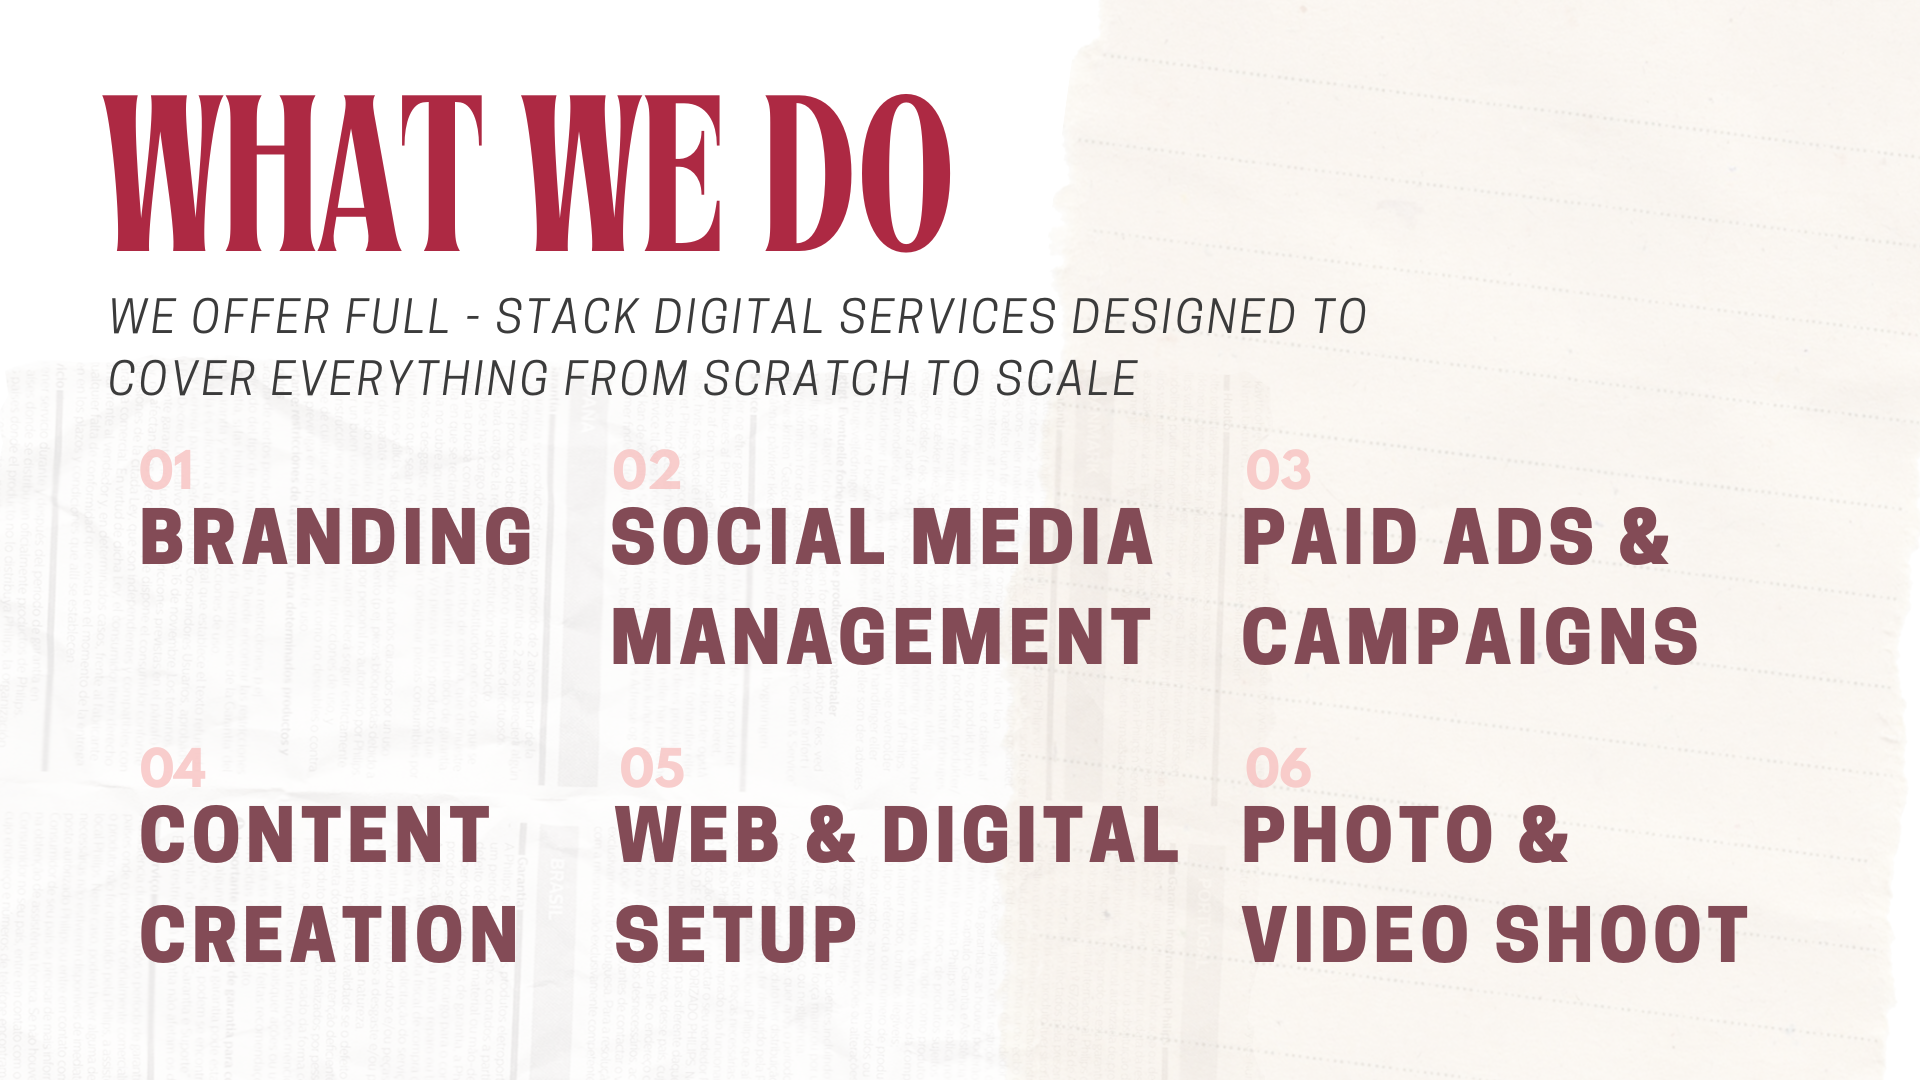 WHAT WE DO
WE OFFER FULL - STACK DIGITAL SERVICES DESIGNED TO
COVER EVERYTHING FROM SCRATCH TO SCALE
01
BRANDING
02
SOCIAL MEDIA
MANAGEMENT
03
PAID ADS &
CAMPAIGNS
04
CONTENT
CREATION
05
WEB & DIGITAL
SETUP
06
PHOTO &
VIDEO SHOOT
BRASIL